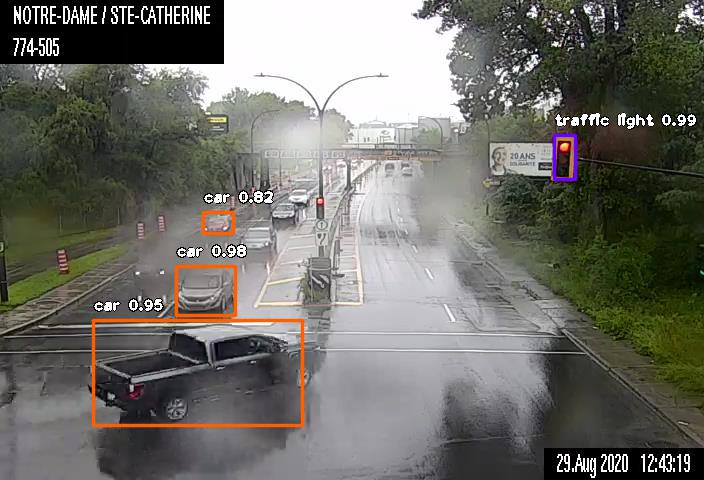 NOTRE-DAME / STE-CATHERINE
774-505
traffic light 0.99
20 ANS
car 0.82
car 0.98
car 0.95
29.Aug 2020 12:43:19